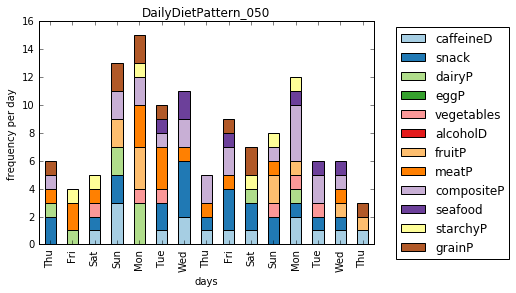 DailyDietPattern_050
frequency per day
16
14
12
10
8
6
4
2
0
Thu
Fri
Sat
Sun
Mon
Tue
Wed
Thu
Fri
Sat
Sun
Mon
Tue
Wed
Thu
days
caffeineD
snack
dairyP
eggP
vegetables
alcoholD
fruitP
meatP
compositeP
seafood
starchyP
grainP